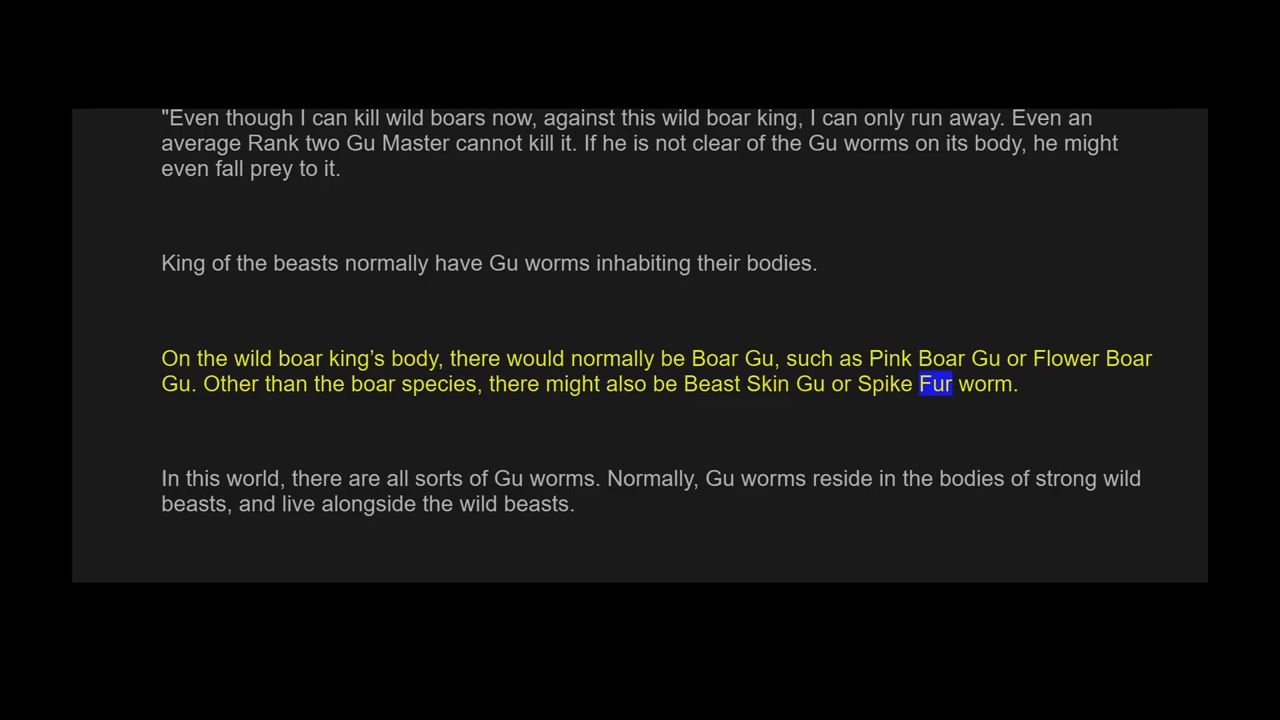 "Even though I can kill wild boars now, against this wild boar king, I can only run away. Even an
average Rank two Gu Master cannot kill it. If he is not clear of the Gu worms on its body, he might
even fall prey to it.
King of the beasts normally have Gu worms inhabiting their bodies.
On the wild boar king’s body, there would normally be Boar Gu, such as Pink Boar Gu or Flower Boar
Gu. Other than the boar species, there might also be Beast Skin Gu or Spike Fur worm.
In this world, there are all sorts of Gu worms. Normally, Gu worms reside in the bodies of strong wild
beasts, and live alongside the wild beasts.